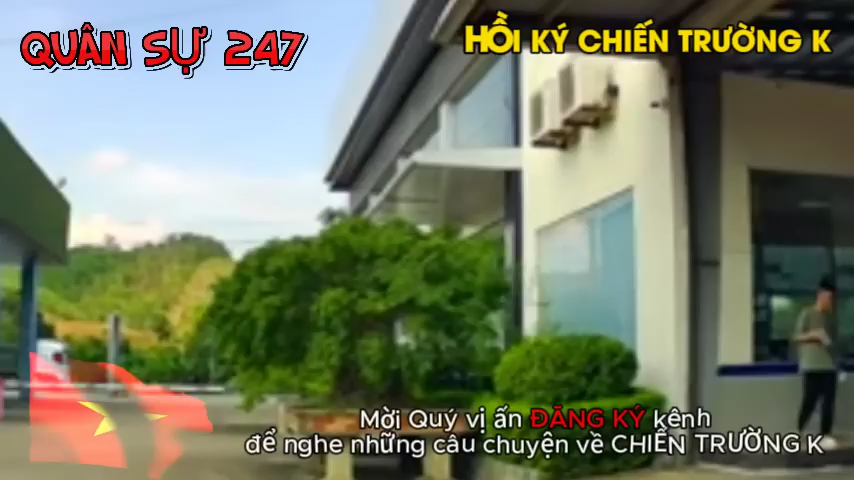 QUÂN SỰ 247
HỒI KÝ CHIẾN TRƯỜNG K
Mời Quý vị ấn ĐĂNG KÝ kênh
để nghe những câu chuyện về CHIẾN TRƯỜNG K